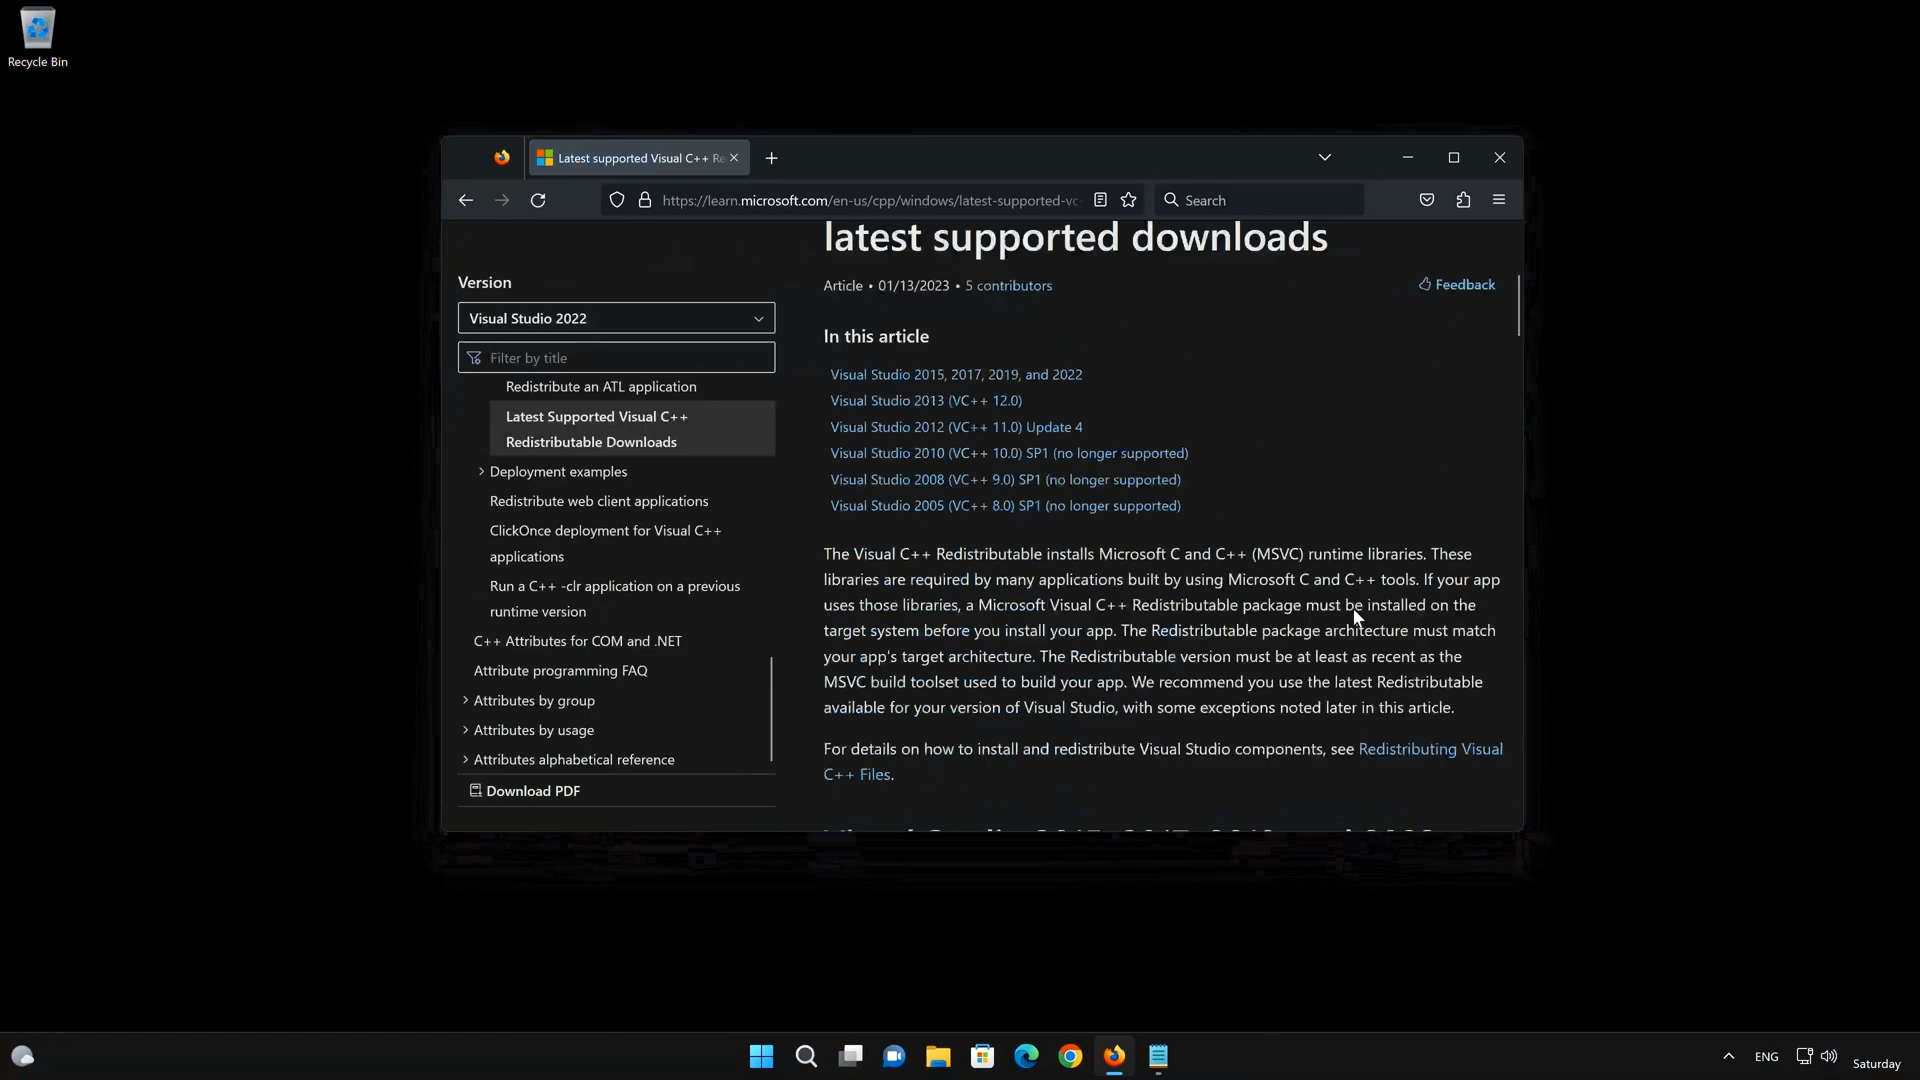 Recycle Bin
Latest supported Visual C++ Re
https://learn.microsoft.com/en-us/cpp/windows/latest-supported-vc-
Search
latest supported downloads
Article • 01/13/2023 • 5 contributors
Feedback
Version
Visual Studio 2022
Filter by title
Redistribute an ATL application
Latest Supported Visual C++
Redistributable Downloads
Deployment examples
Redistribute web client applications
ClickOnce deployment for Visual C++
applications
Run a C++ -clr application on a previous
runtime version
C++ Attributes for COM and .NET
Attribute programming FAQ
Attributes by group
Attributes by usage
Attributes alphabetical reference
Download PDF
In this article
Visual Studio 2015, 2017, 2019, and 2022
Visual Studio 2013 (VC++ 12.0)
Visual Studio 2012 (VC++ 11.0) Update 4
Visual Studio 2010 (VC++ 10.0) SP1 (no longer supported)
Visual Studio 2008 (VC++ 9.0) SP1 (no longer supported)
Visual Studio 2005 (VC++ 8.0) SP1 (no longer supported)
The Visual C++ Redistributable installs Microsoft C and C++ (MSVC) runtime libraries. These
libraries are required by many applications built by using Microsoft C and C++ tools. If your app
uses those libraries, a Microsoft Visual C++ Redistributable package must be installed on the
target system before you install your app. The Redistributable package architecture must match
your app's target architecture. The Redistributable version must be at least as recent as the
MSVC build toolset used to build your app. We recommend you use the latest Redistributable
available for your version of Visual Studio, with some exceptions noted later in this article.
For details on how to install and redistribute Visual Studio components, see Redistributing Visual
C++ Files.
ENG
Saturday